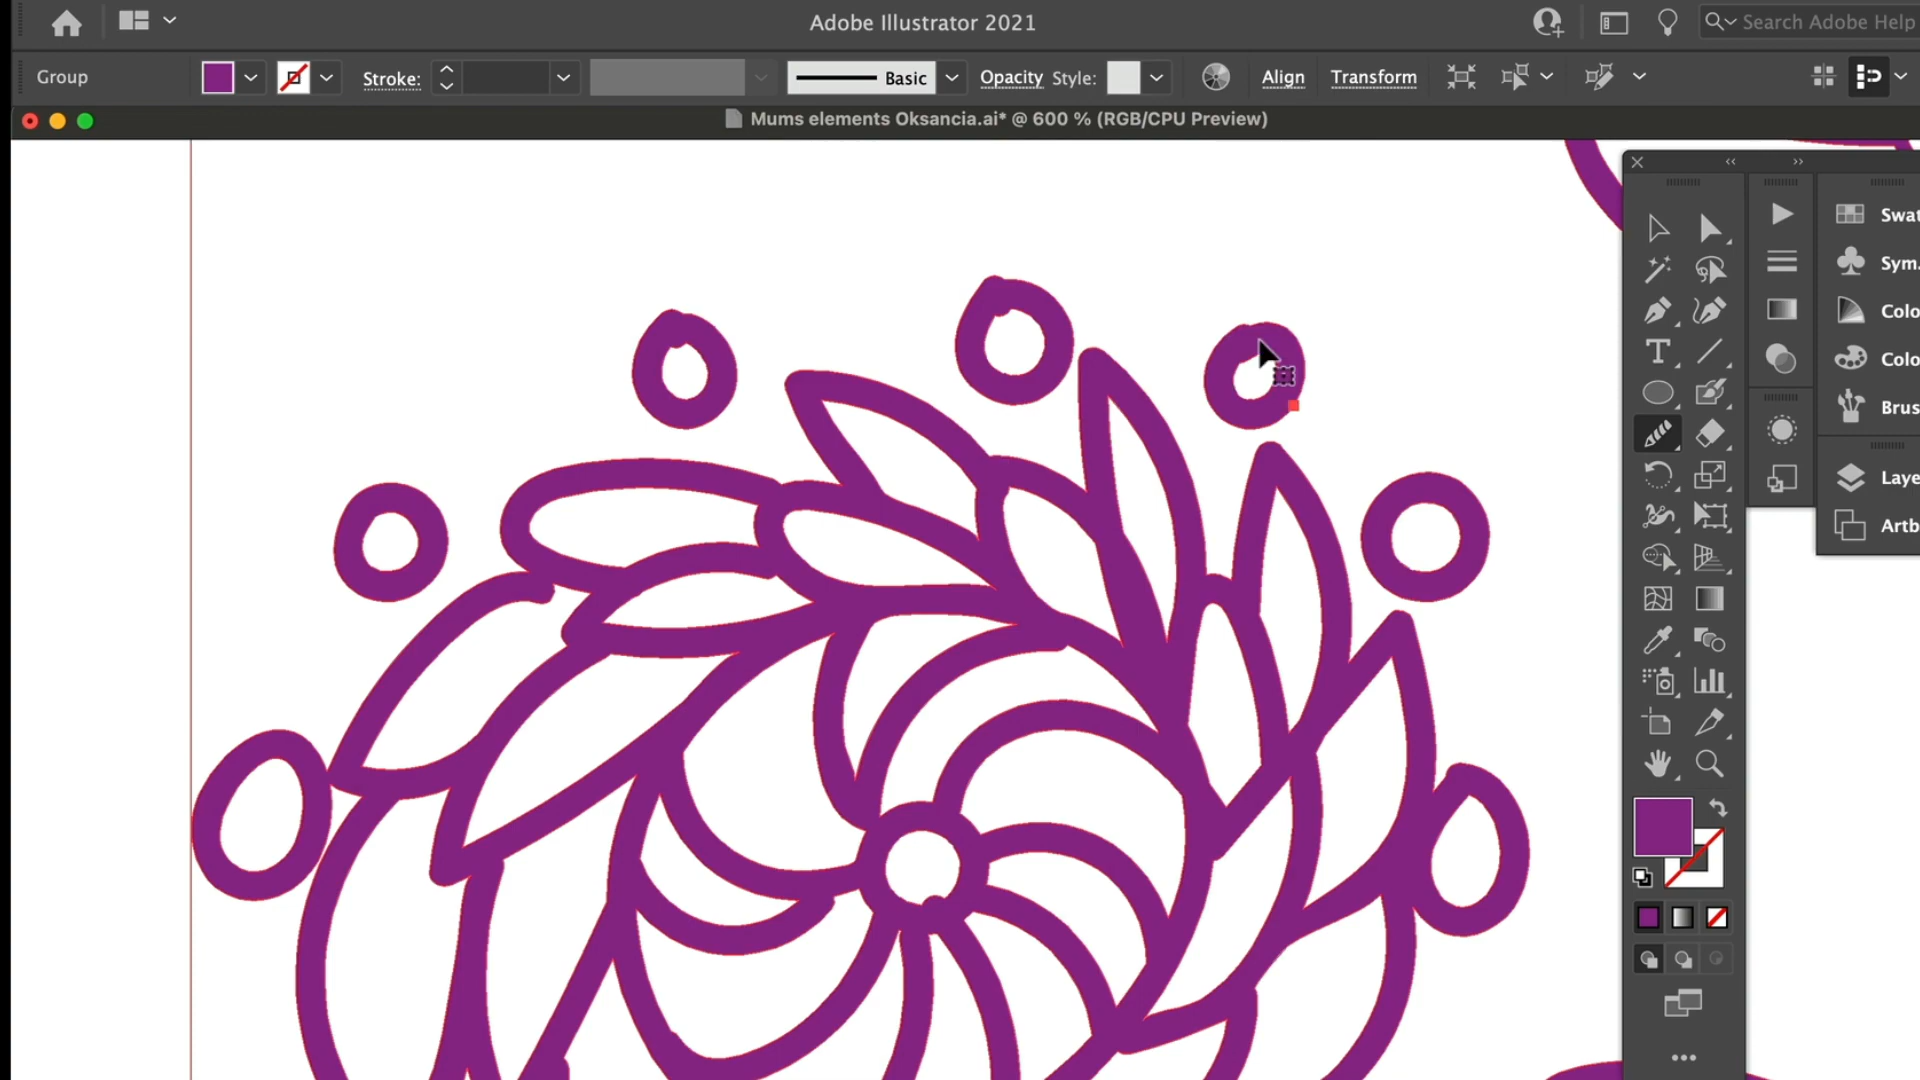 Adobe Illustrator 2021
Search Adobe Help
Group
Stroke:
Basic
Opacity
Style:
Align
Transform
Mums elements Oksancia.ai* @ 600 % (RGB/CPU Preview)
Swat
Sym.
Colo
Colo
Brus
Laye
Artb